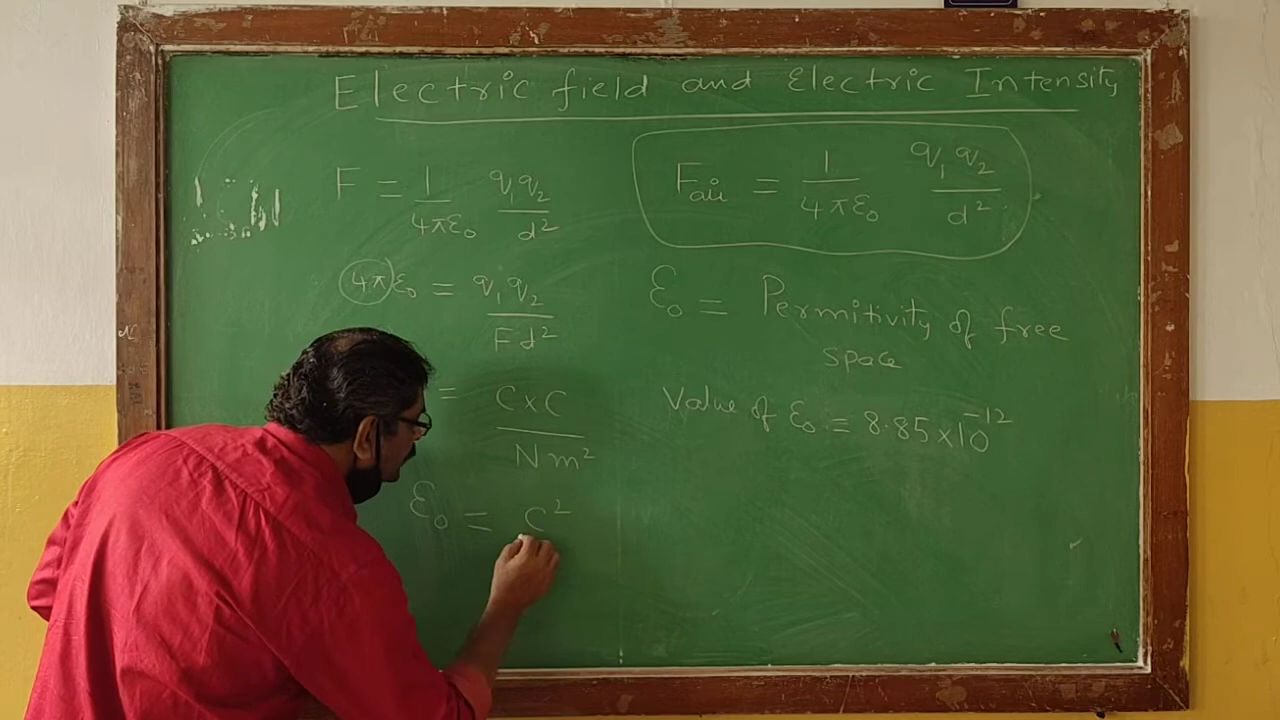 Electric field and Electric Intensity
F = 1/4πε₀ q₁q₂/d²
4πε₀ = q₁q₂/Fd²
= C×C/Nm²
ε₀ = C²
F air = 1/4πε₀ q₁q₂/d²
ε₀ = Permitivity of free
space
Value of ε₀ = 8.85×10⁻¹²